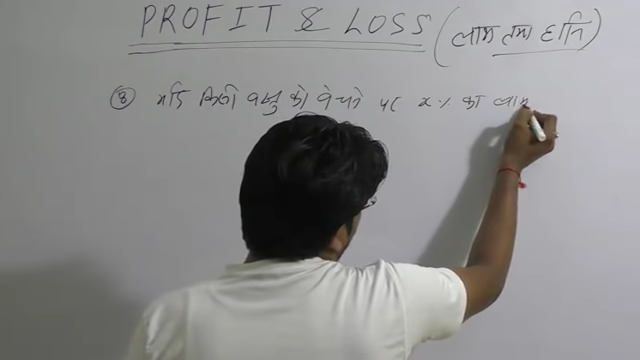 PROFIT & LOSS (लाभ तथा हानि)
(8) यदि किसी वस्तु को बेचने पर x% का लाभ